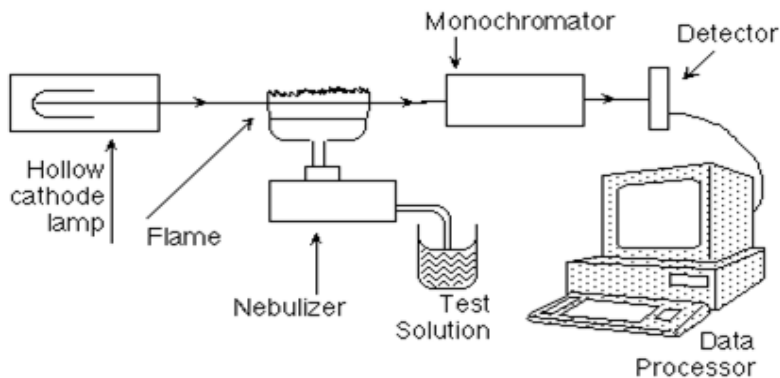 Monochromator
Detector
Hollow
cathode
lamp
Flame
Nebulizer
Test
Solution
Data
Processor